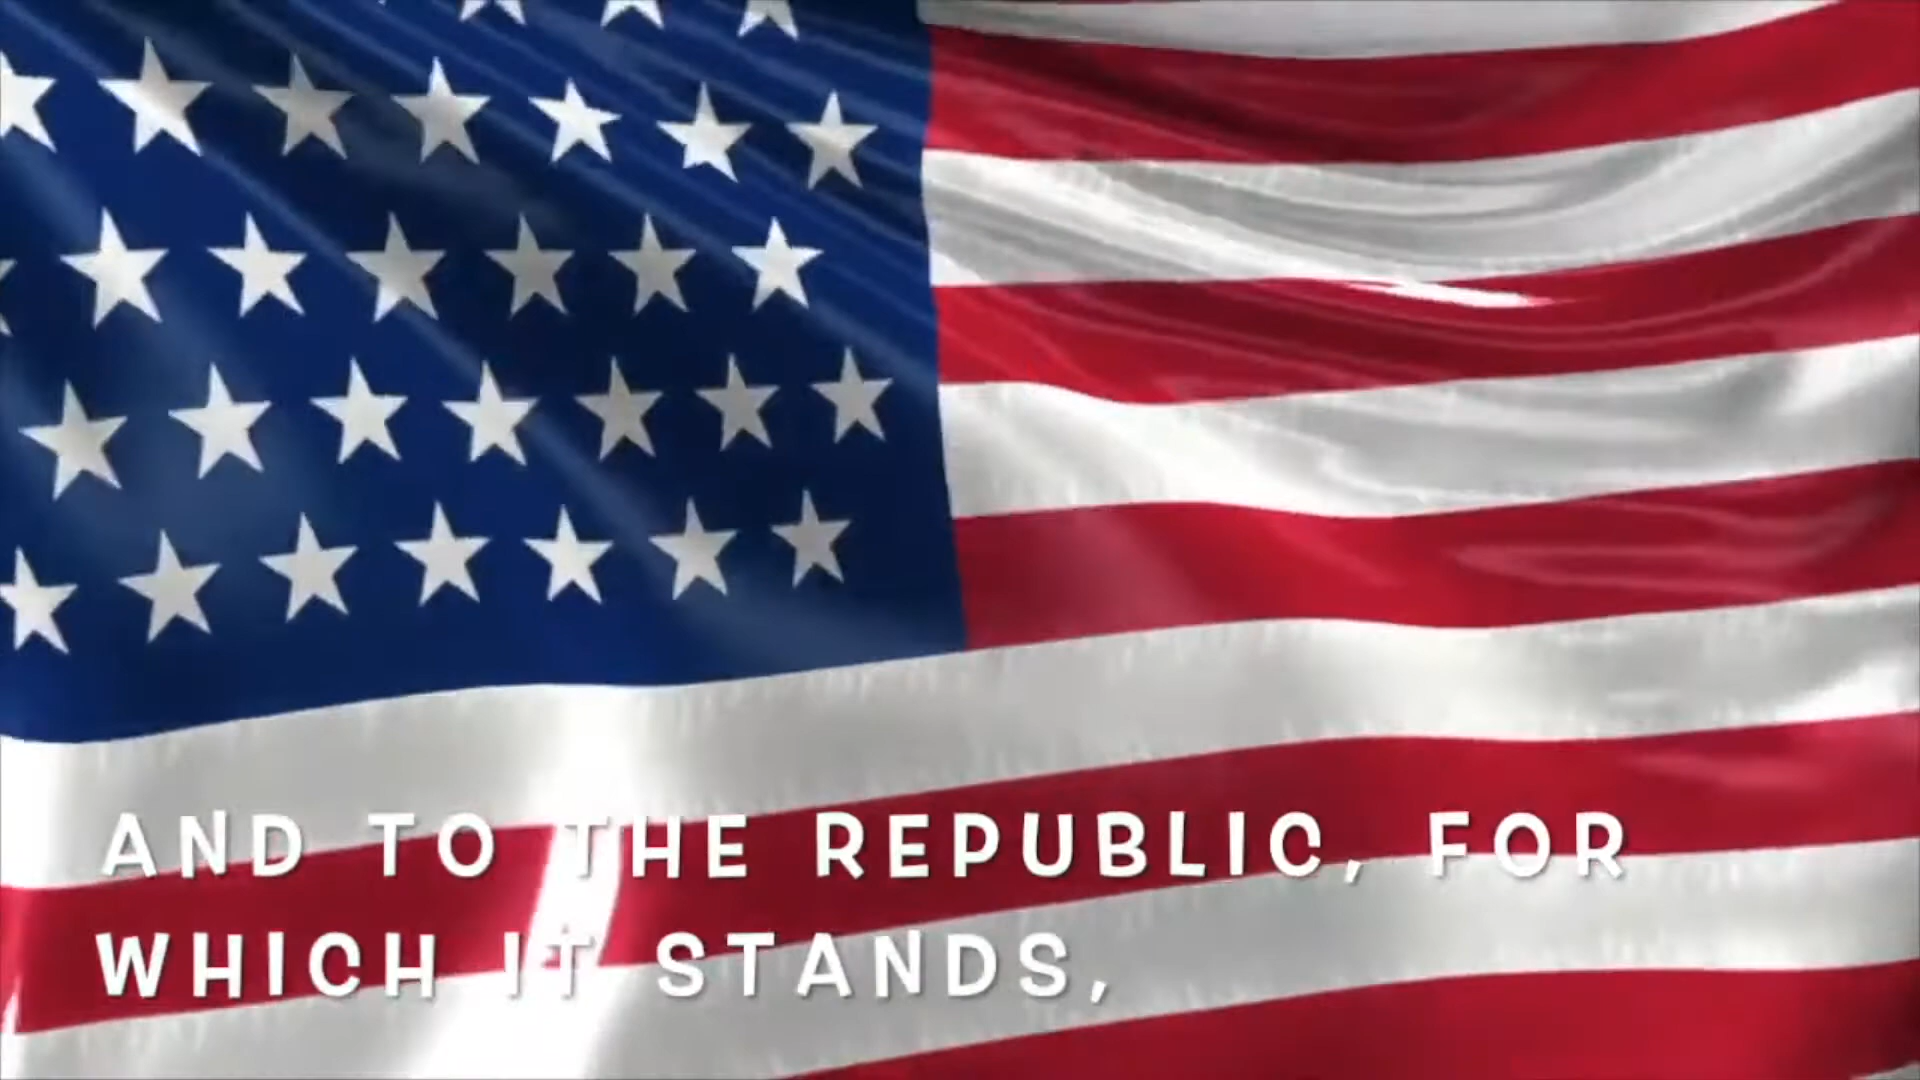 AND TO THE REPUBLIC, FOR
WHICH IT STANDS,